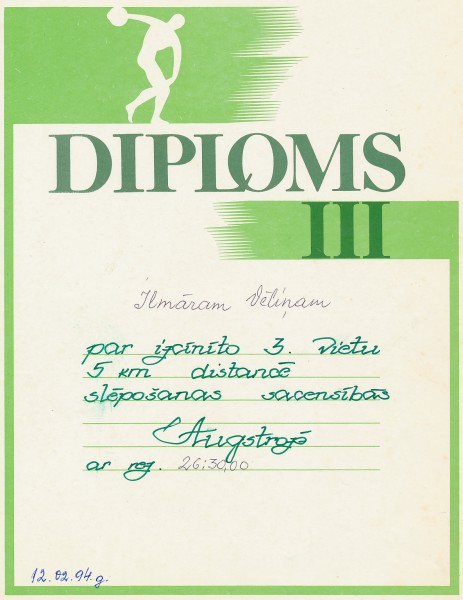 DIPLOMS
III
Ilmāram Vēliņam
par izcīnīto 3. vietu
5 km distancē
slēpošanas sacensībās
"Augstrozē"
ar rez. 26:30,00
12.02.94.g.